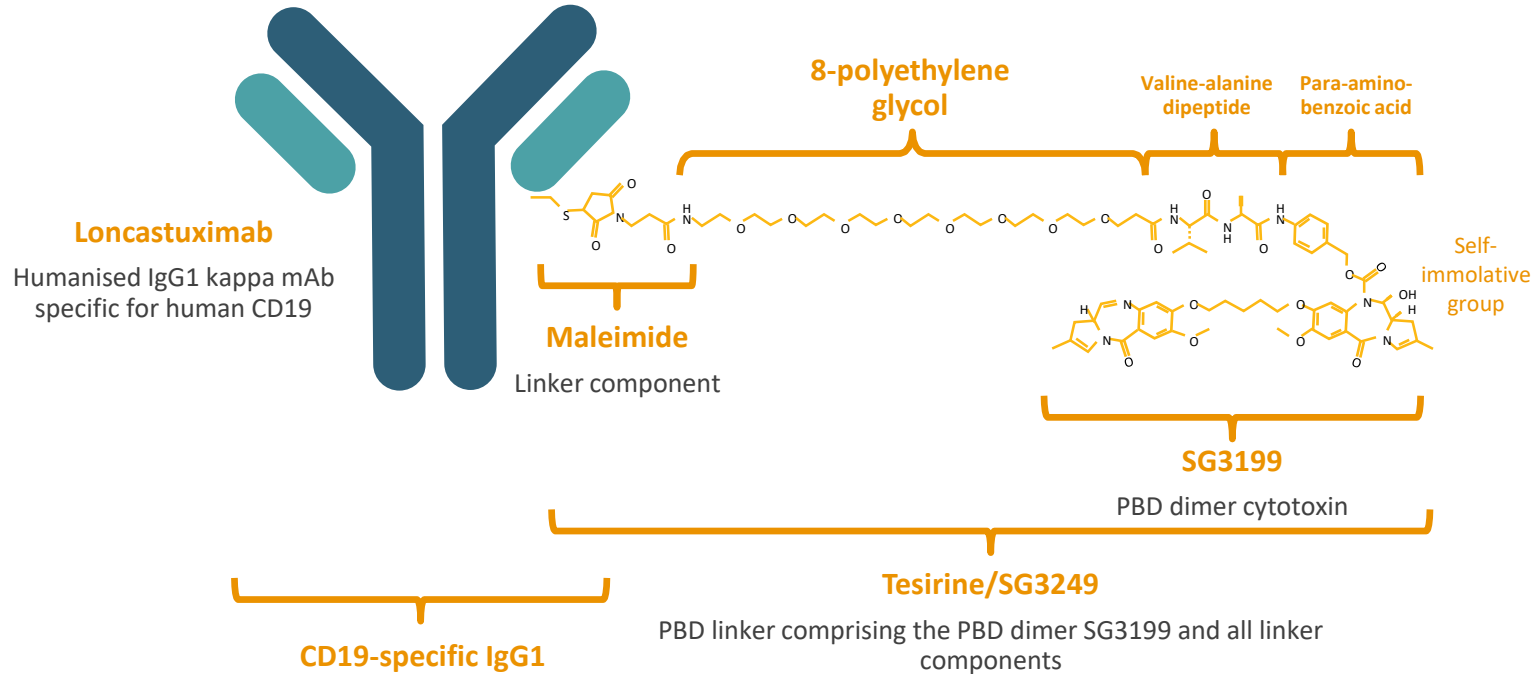 8-polyethylene
glycol
Valine-alanine
dipeptide
Para-amino-
benzoic acid
Loncastuximab
Humanised IgG1 kappa mAb
specific for human CD19
S
O
O
N
O
H
N
O
O
O
O
O
O
O
O
O
H
N
O
N
H
O
H
N
O
O
N
OH
H
Self-
immolative
group
H
N
N
O
O
O
O
O
O
N
Maleimide
Linker component
SG3199
PBD dimer cytotoxin
Tesirine/SG3249
PBD linker comprising the PBD dimer SG3199 and all linker
components
CD19-specific IgG1